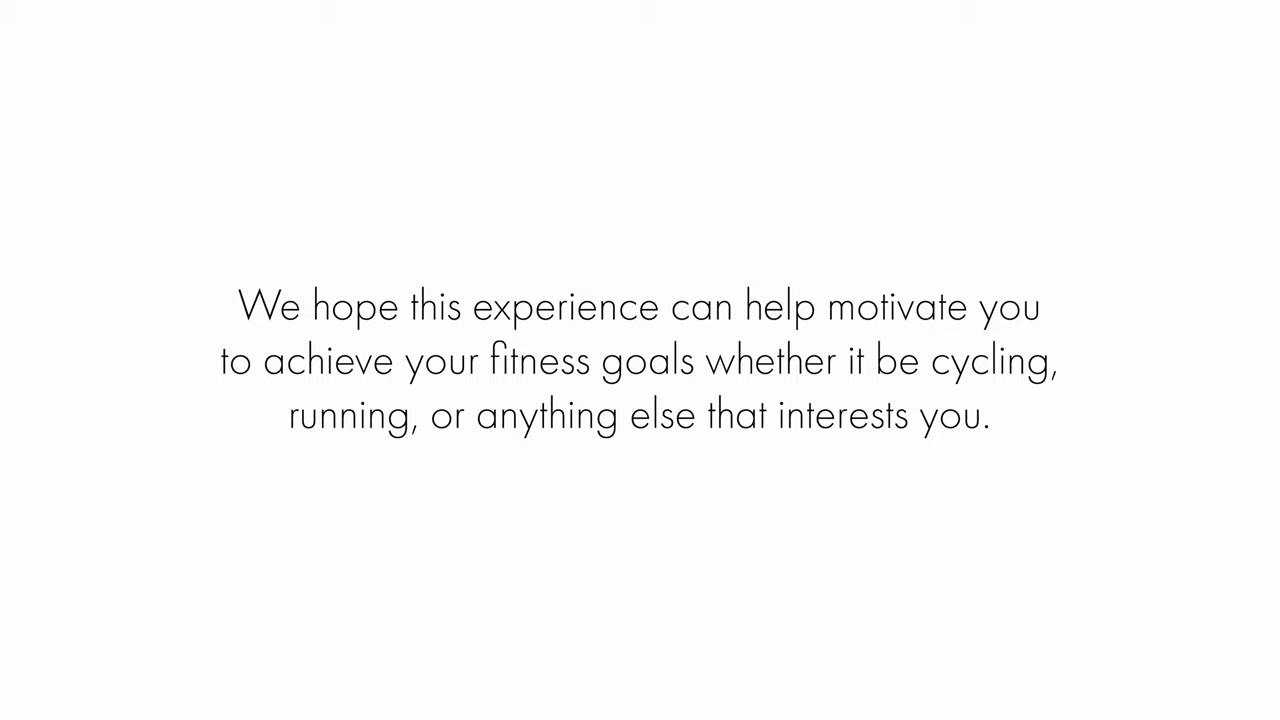 We hope this experience can help motivate you
to achieve your fitness goals whether it be cycling,
running, or anything else that interests you.